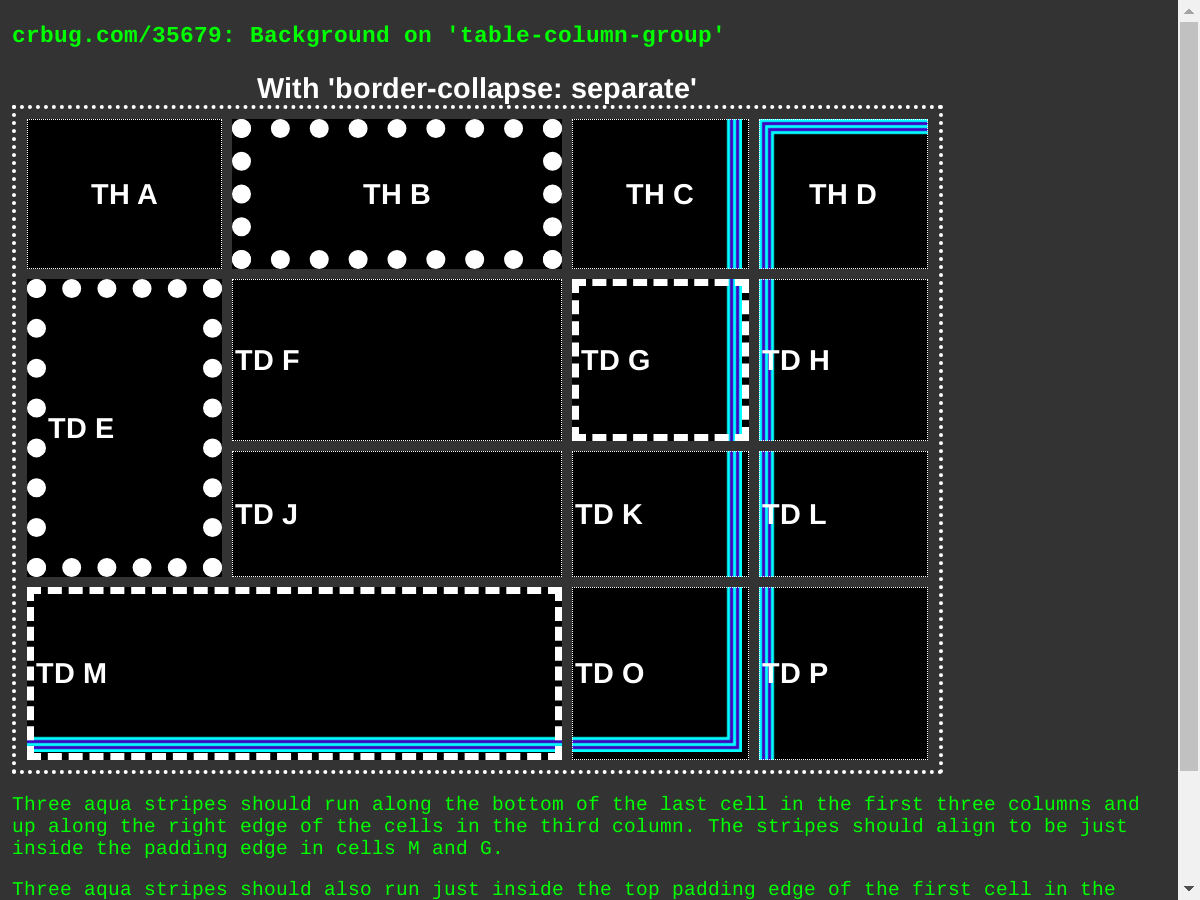 crbug.com/35679: Background on 'table-column-group'
With 'border-collapse: separate'
TH A TH B TH C TH D
TD F TD G TD H
TD E
TD J TD K TD L
TD M TD O TD P
Three aqua stripes should run along the bottom of the last cell in the first three columns and
up along the right edge of the cells in the third column. The stripes should align to be just
inside the padding edge in cells M and G.
Three aqua stripes should also run just inside the top padding edge of the first cell in the